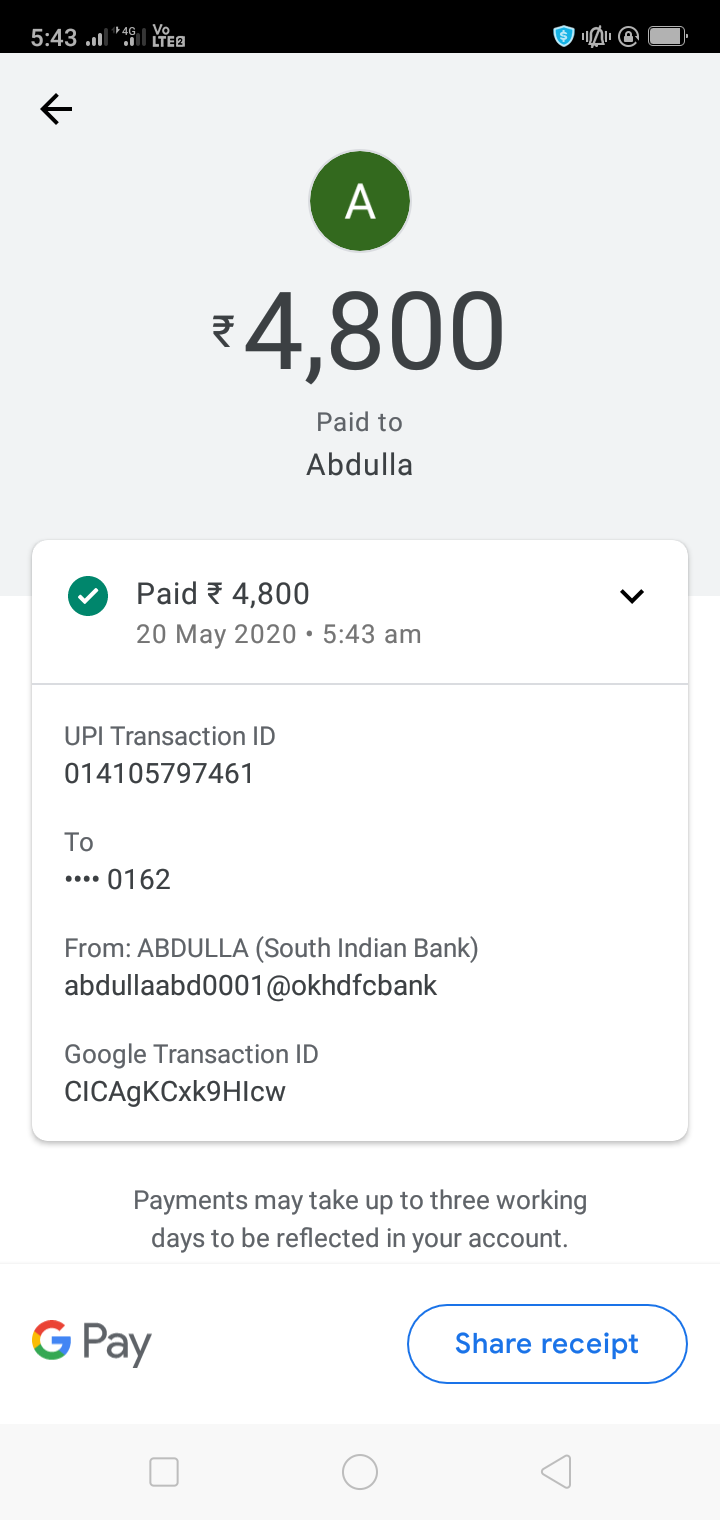 5:43 4G Vo LTE2
A
₹4,800
Paid to
Abdulla
Paid ₹ 4,800
20 May 2020 • 5:43 am
UPI Transaction ID
014105797461
To
•••• 0162
From: ABDULLA (South Indian Bank)
abdullaabd0001@okhdfcbank
Google Transaction ID
CICAgKCxk9HIcw
Payments may take up to three working
days to be reflected in your account.
G Pay
Share receipt